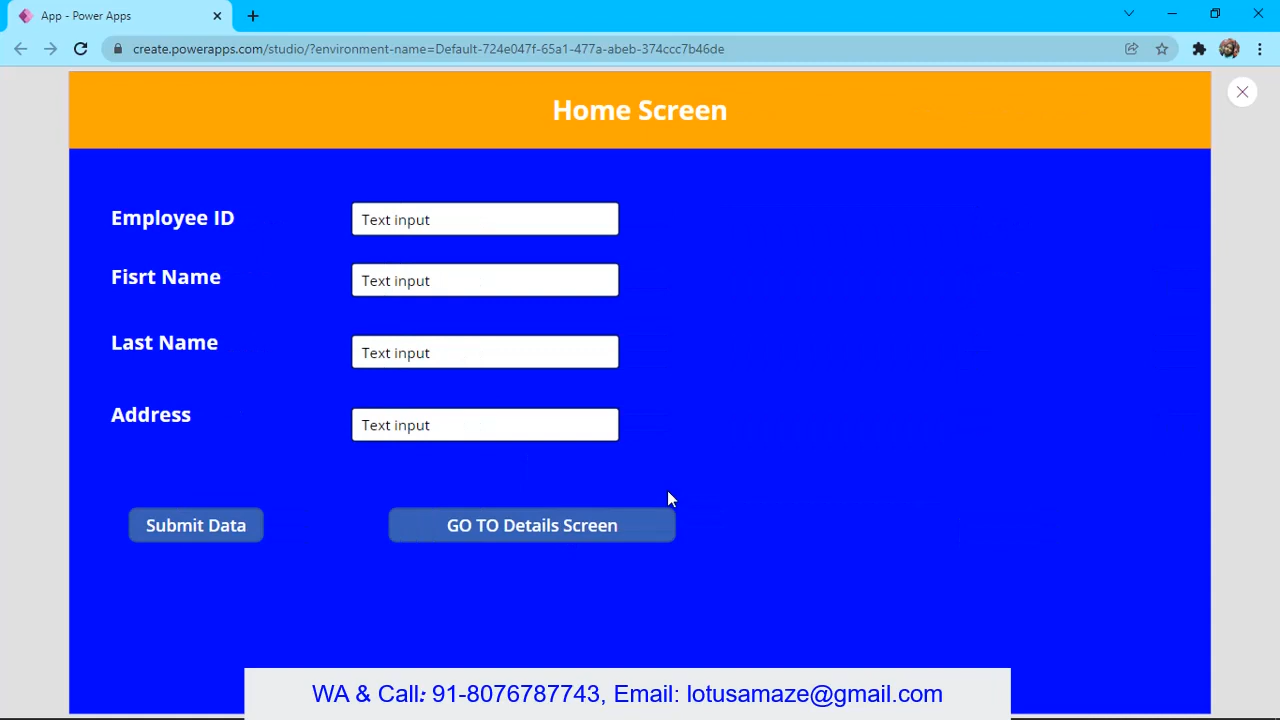 App - Power Apps
create.powerapps.com/studio/?environment-name=Default-724e047f-65a1-477a-abeb-374ccc7b46de
Home Screen
Employee ID
Text input
Fisrt Name
Text input
Last Name
Text input
Address
Text input
Submit Data
GO TO Details Screen
WA & Call: 91-8076787743, Email: lotusamaze@gmail.com